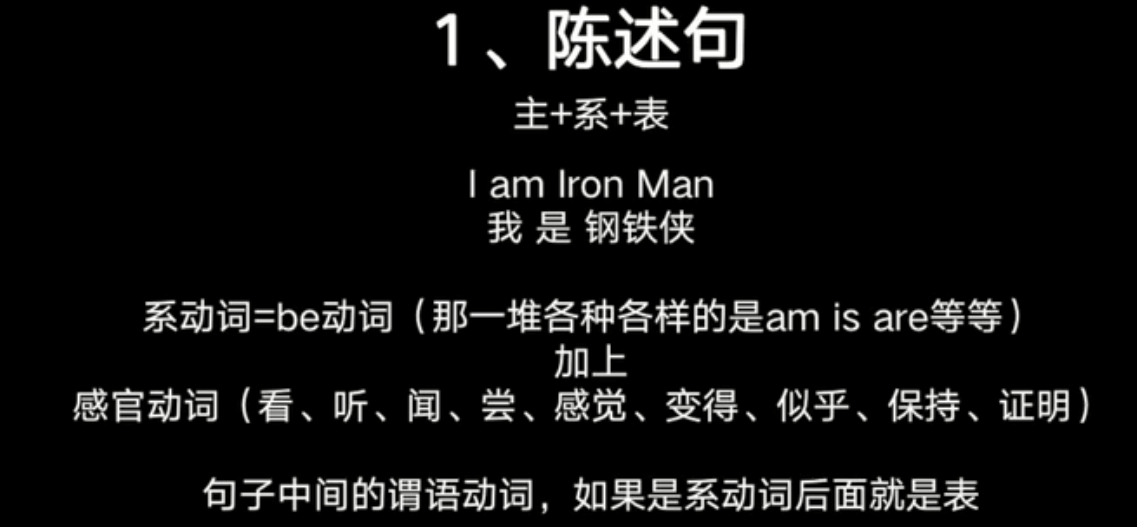 1、陈述句
主+系+表
I am Iron Man
我 是 钢铁侠
系动词=be动词（那一堆各种各样的是am is are等等）
加上
感官动词（看、听、闻、尝、感觉、变得、似乎、保持、证明）
句子中间的谓语动词，如果是系动词后面就是表